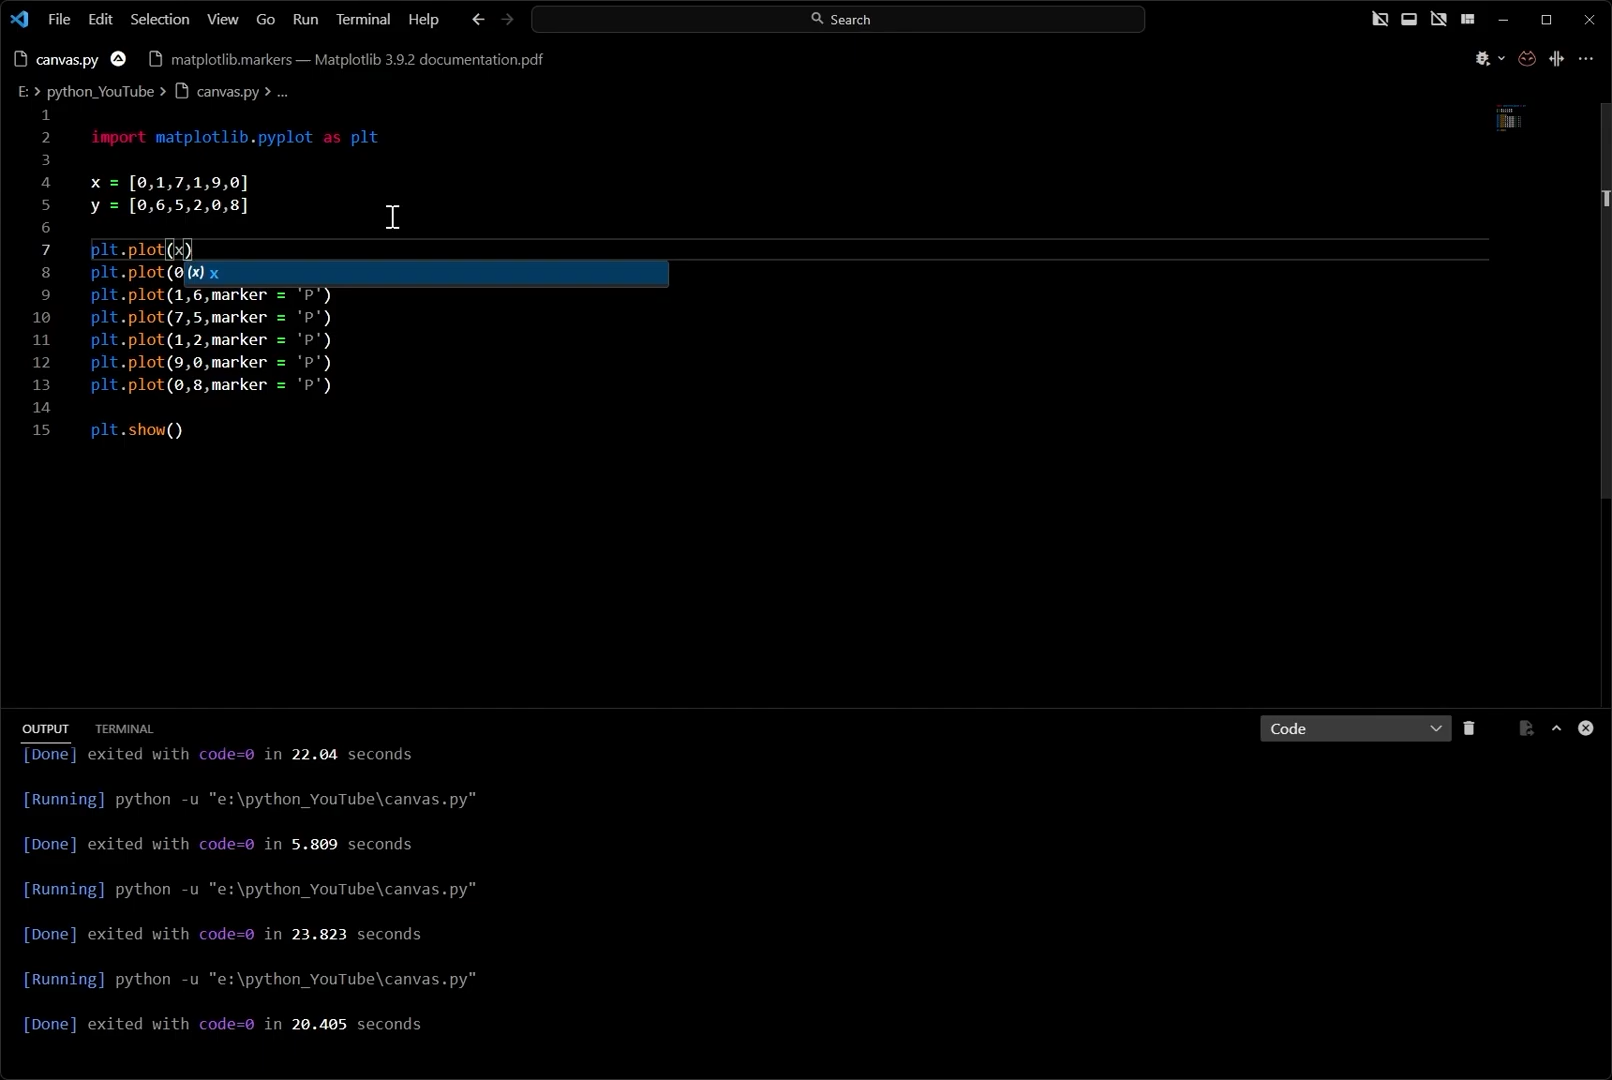 File Edit Selection View Go Run Terminal Help Search
canvas.py matplotlib.markers — Matplotlib 3.9.2 documentation.pdf
E: > python_YouTube > canvas.py > ...
1
2 import matplotlib.pyplot as plt
3
4 x = [0,1,7,1,9,0]
5 y = [0,6,5,2,0,8]
6
7 plt.plot(x)
8 plt.plot(0 (x) x
9 plt.plot(1,6,marker = 'P')
10 plt.plot(7,5,marker = 'P')
11 plt.plot(1,2,marker = 'P')
12 plt.plot(9,0,marker = 'P')
13 plt.plot(0,8,marker = 'P')
14
15 plt.show()
OUTPUT TERMINAL Code
[Done] exited with code=0 in 22.04 seconds
[Running] python -u "e:\python_YouTube\canvas.py"
[Done] exited with code=0 in 5.809 seconds
[Running] python -u "e:\python_YouTube\canvas.py"
[Done] exited with code=0 in 23.823 seconds
[Running] python -u "e:\python_YouTube\canvas.py"
[Done] exited with code=0 in 20.405 seconds